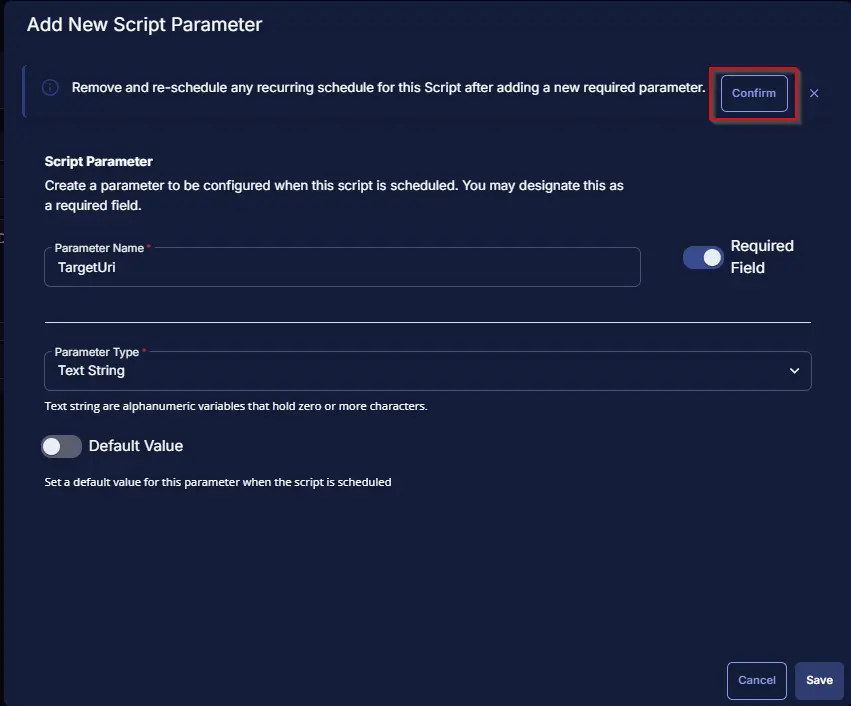 Add New Script Parameter
Remove and re-schedule any recurring schedule for this Script after adding a new required parameter.
Confirm
Script Parameter
Create a parameter to be configured when this script is scheduled. You may designate this as
a required field.
Parameter Name *
TargetUri
Required
Field
Parameter Type *
Text String
Text string are alphanumeric variables that hold zero or more characters.
Default Value
Set a default value for this parameter when the script is scheduled
Cancel
Save